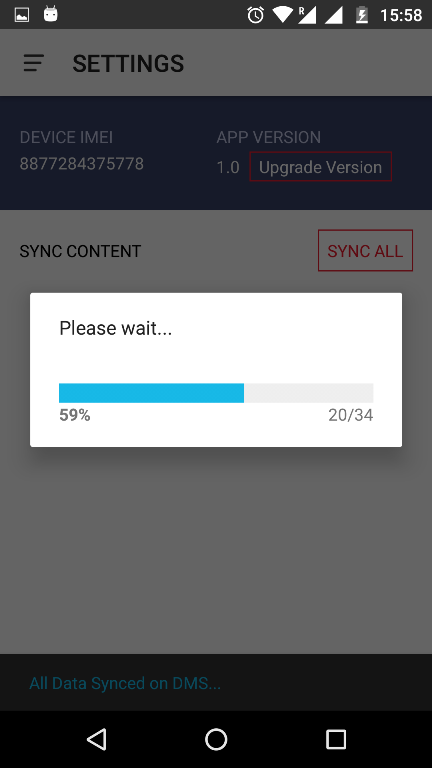 R
15:58
SETTINGS
DEVICE IMEI
8877284375778
APP VERSION
1.0 Upgrade Version
SYNC CONTENT
SYNC ALL
Please wait...
59%
20/34
All Data Synced on DMS...